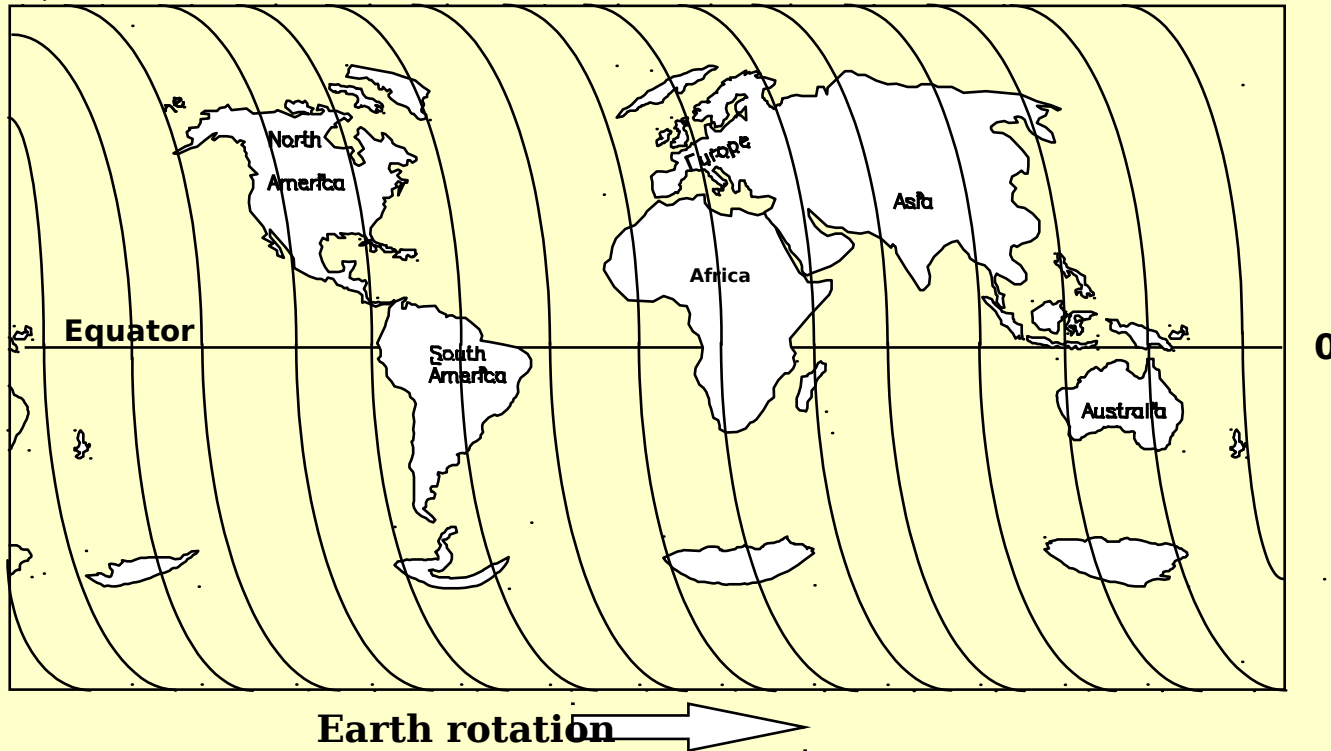 North
America
Europe
Asia
Africa
Equator
0
South
America
Australia
Earth rotation